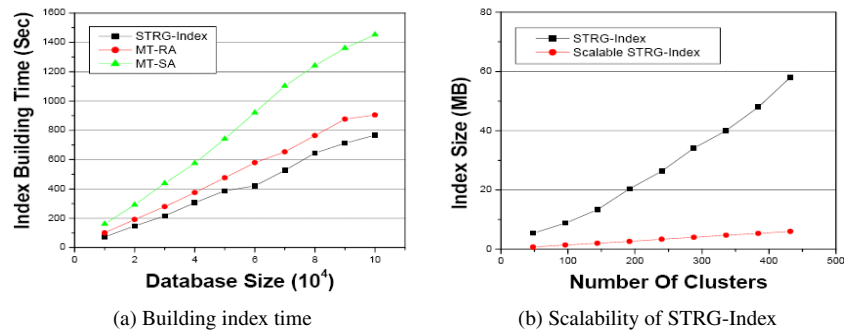 1600
1400
1200
1000
800
600
400
200
0
Index Building Time (Sec)
STRG-Index
MT-RA
MT-SA
0 2 4 6 8 10
Database Size (10⁴)
(a) Building index time
80
60
40
20
0
Index Size (MB)
STRG-Index
Scalable STRG-Index
0 100 200 300 400 500
Number Of Clusters
(b) Scalability of STRG-Index